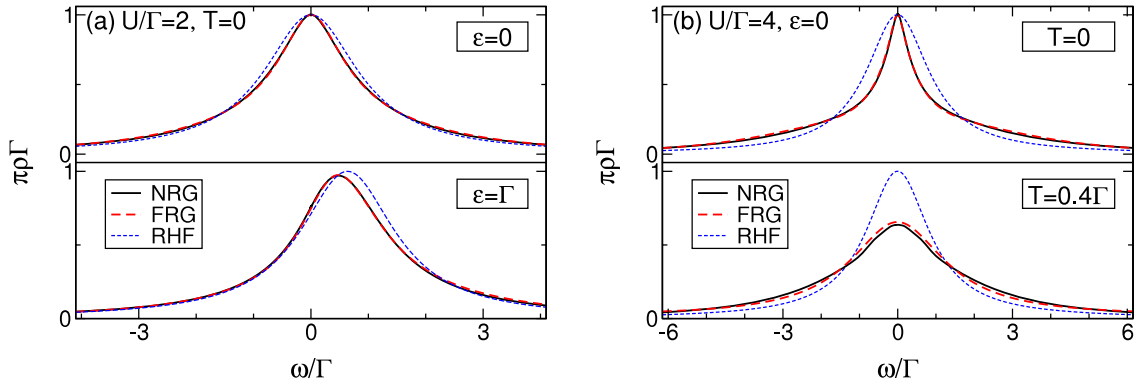 (a) U/Γ=2, T=0
ε=0
1
0
πρΓ
ε=Γ
1
0
NRG
FRG
RHF
-3
0
3
ω/Γ
(b) U/Γ=4, ε=0
T=0
1
0
πρΓ
T=0.4Γ
1
0
NRG
FRG
RHF
-6
-3
0
3
6
ω/Γ